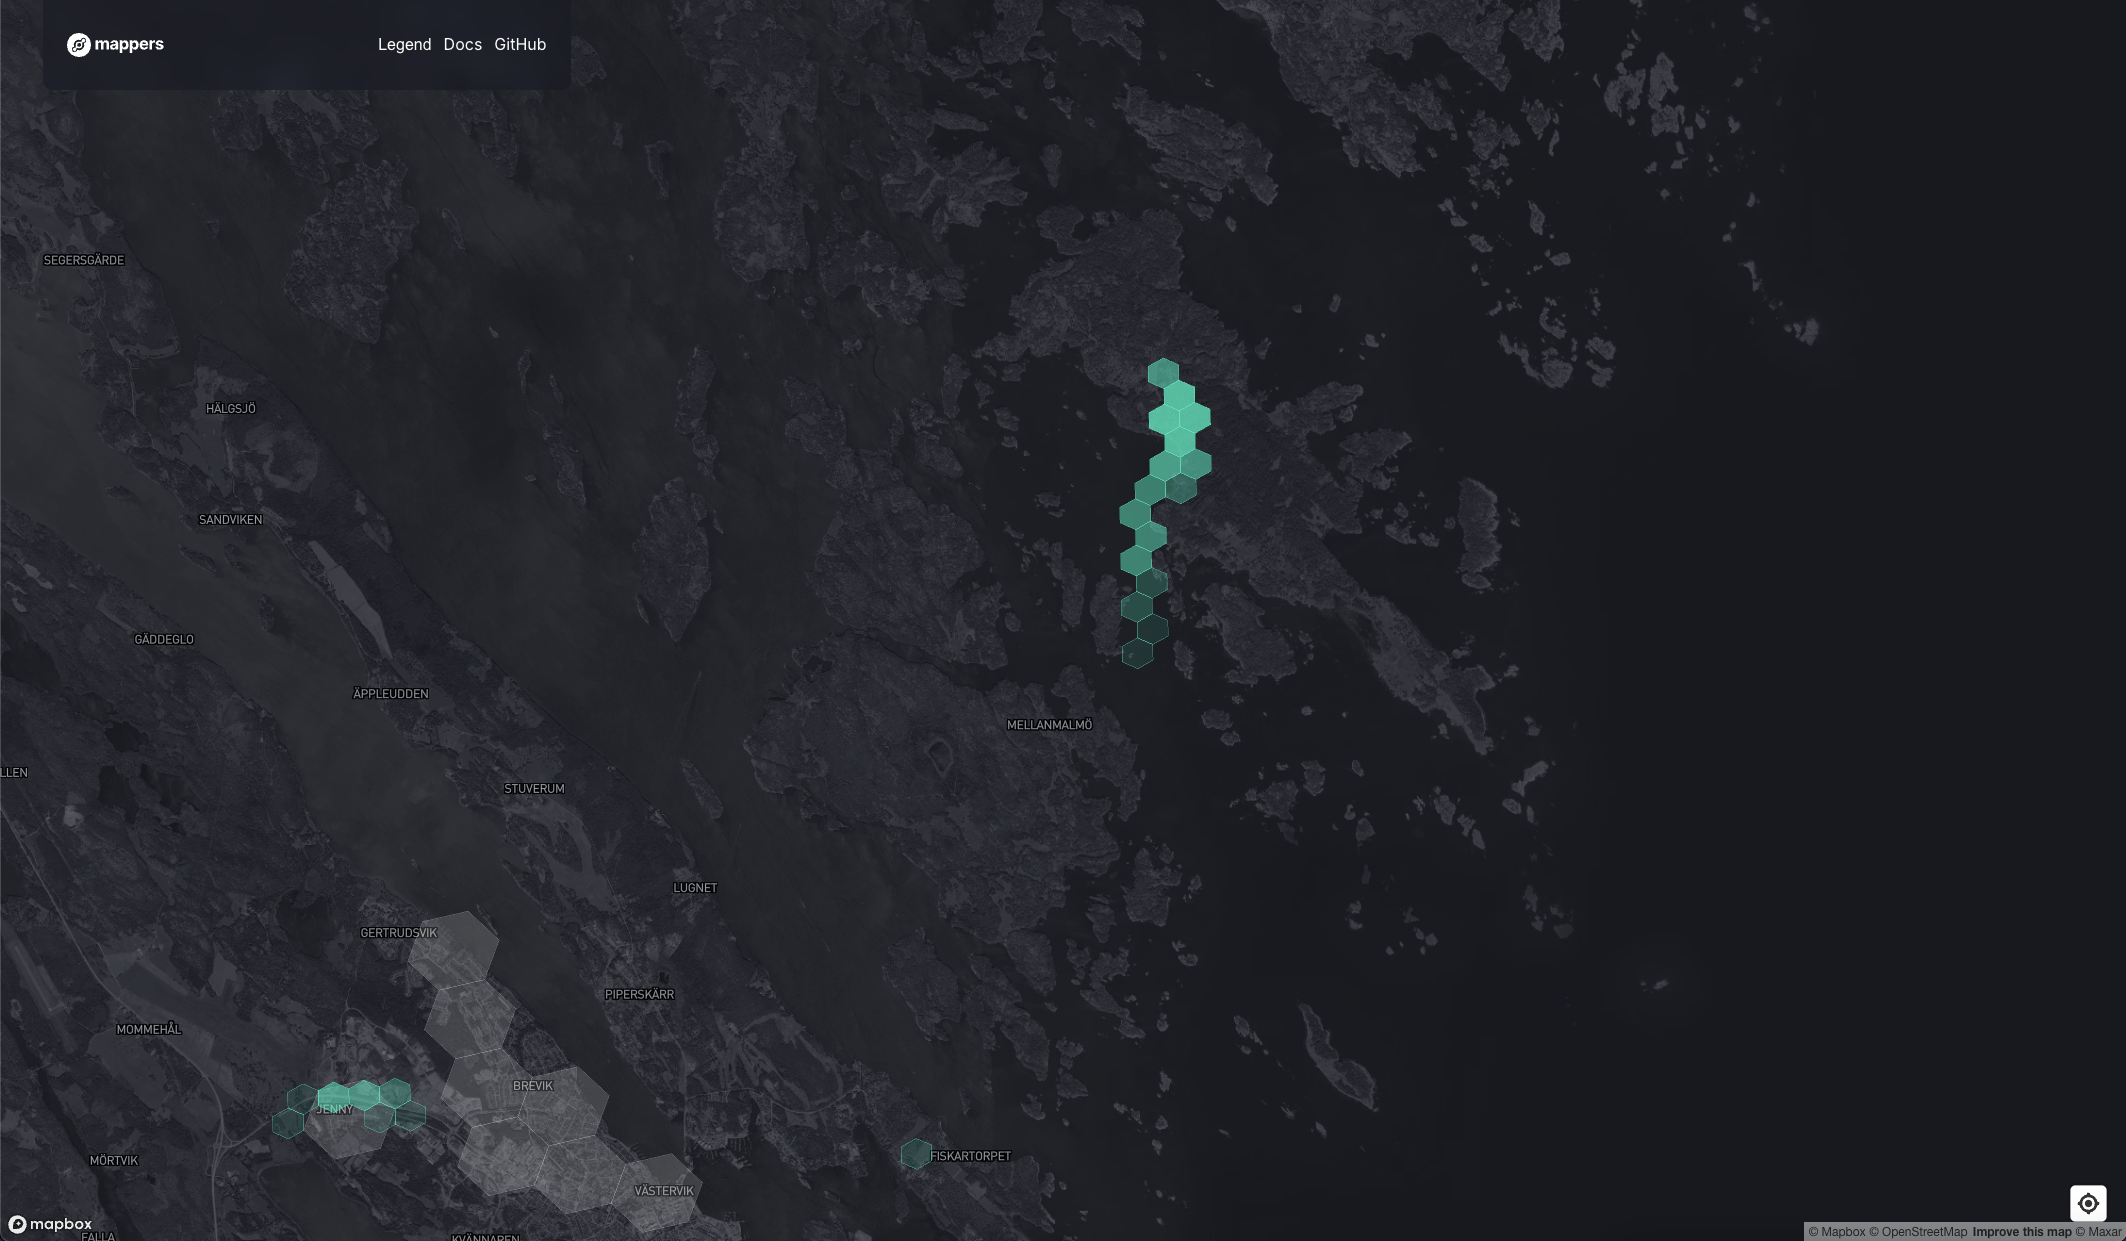 mappers
Legend Docs GitHub
SEGERSGÄRDE
HÄLGSJÖ
SANDVIKEN
GÄDDEGLO
ÄPPLEUDDEN
MELLANMALMÖ
LLEN
STUVERUM
LUGNET
GERTRUDSVIK
PIPERSKÄRR
MOMMEHÅL
BREVIK
JENNY
MÖRTVIK
FISKARTORPET
VÄSTERVIK
mapbox
FALLA
KVÄNNAREN
© Mapbox © OpenStreetMap Improve this map © Maxar